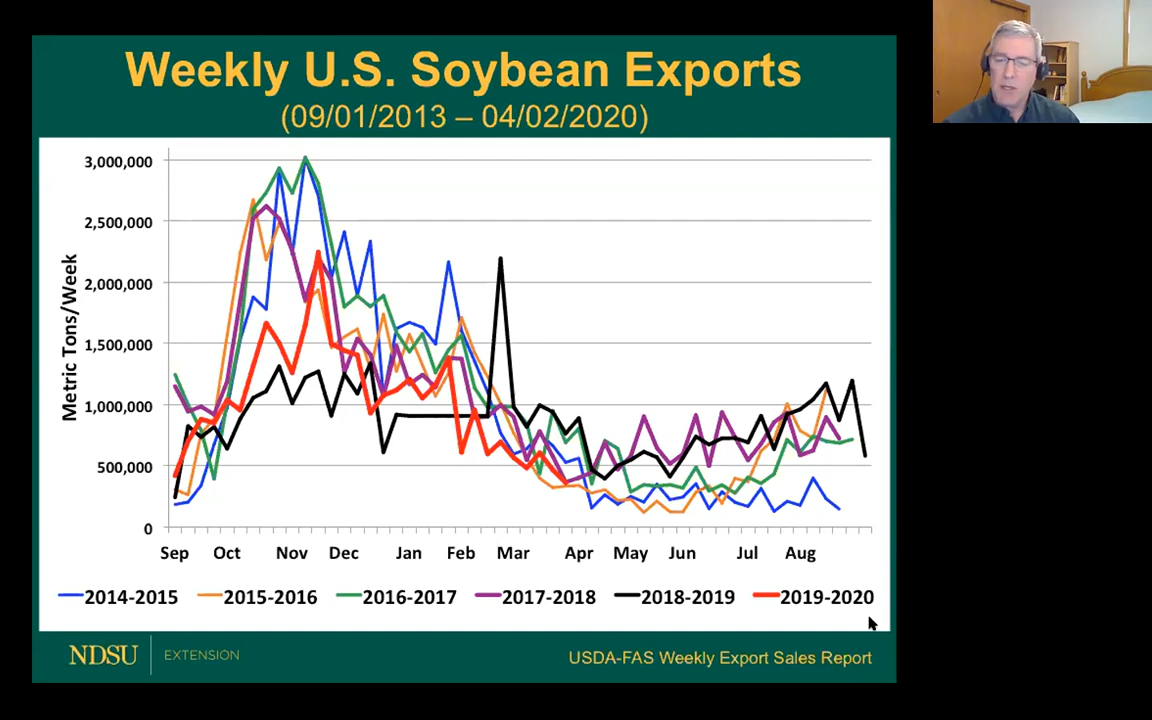 Weekly U.S. Soybean Exports
(09/01/2013 – 04/02/2020)
Metric Tons/Week
3,000,000
2,500,000
2,000,000
1,500,000
1,000,000
500,000
0
Sep Oct Nov Dec Jan Feb Mar Apr May Jun Jul Aug
2014-2015 2015-2016 2016-2017 2017-2018 2018-2019 2019-2020
NDSU EXTENSION
USDA-FAS Weekly Export Sales Report